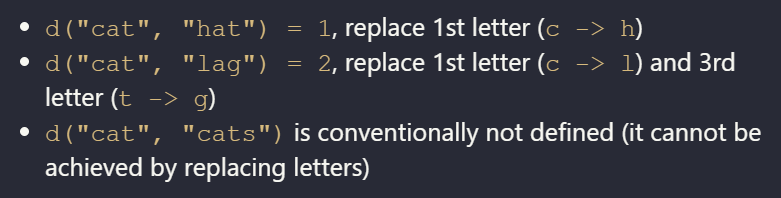 • d("cat", "hat") = 1, replace 1st letter (c -> h)
• d("cat", "lag") = 2, replace 1st letter (c -> l) and 3rd
letter (t -> g)
• d("cat", "cats") is conventionally not defined (it cannot be
achieved by replacing letters)